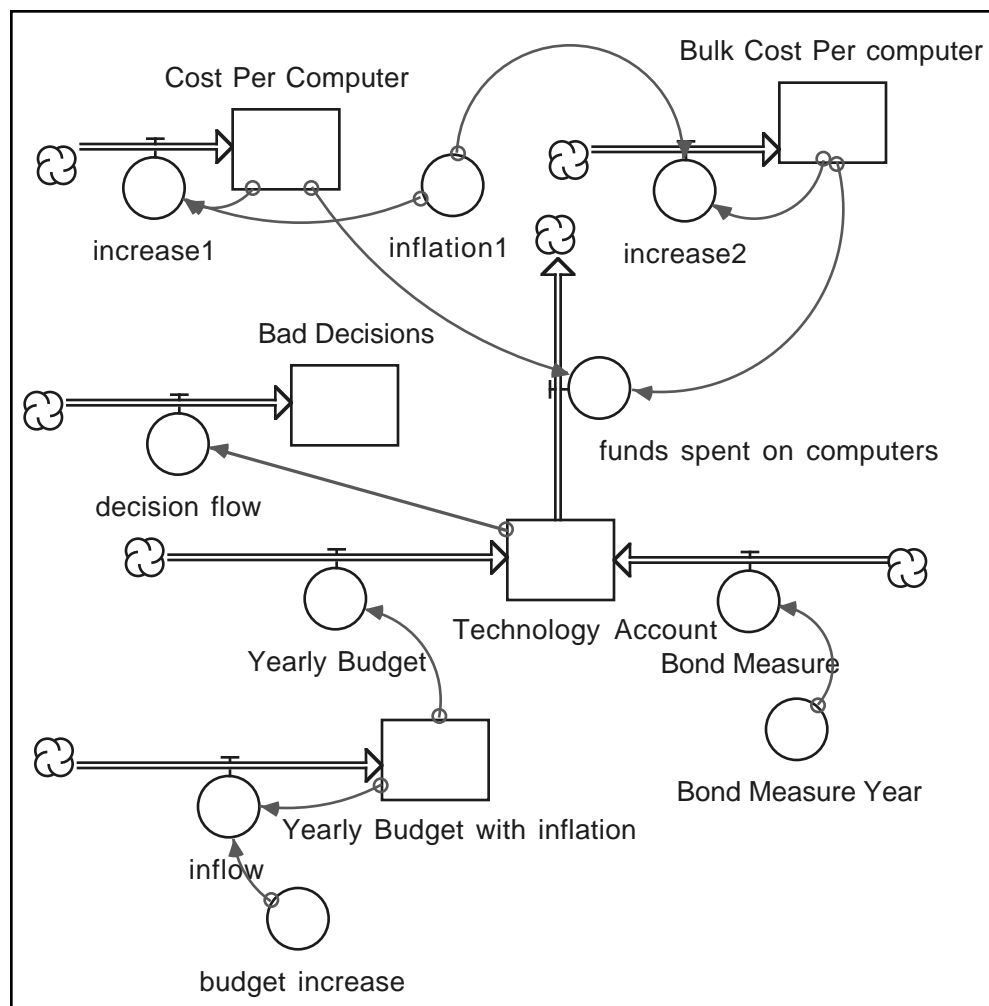 Bulk Cost Per computer
Cost Per Computer
increase1
inflation1
increase2
Bad Decisions
funds spent on computers
decision flow
Technology Account
Yearly Budget
Bond Measure
Bond Measure Year
Yearly Budget with inflation
inflow
budget increase